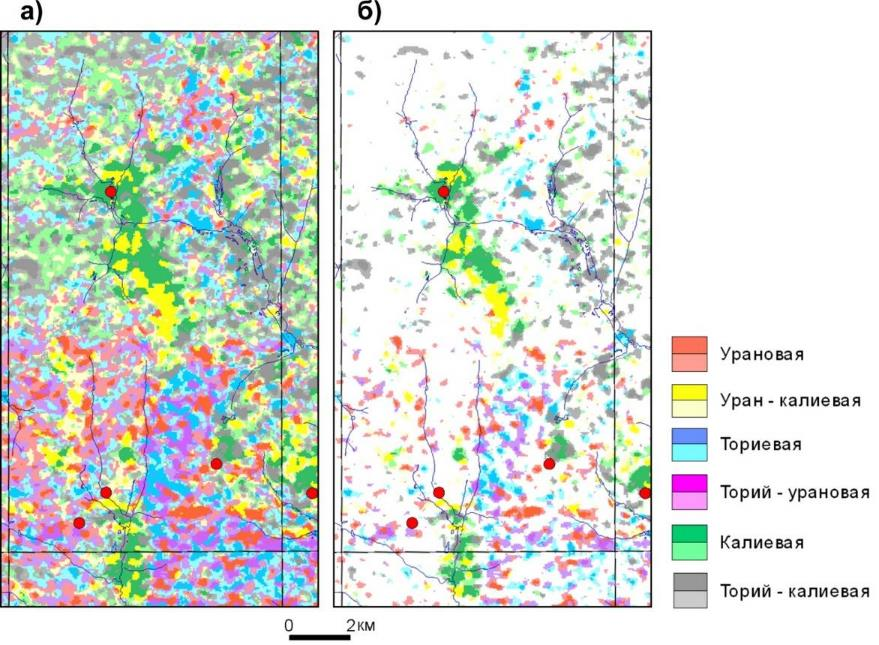 а)
б)
Урановая
Уран - калиевая
Ториевая
Торий - урановая
Калиевая
Торий - калиевая
0 2км